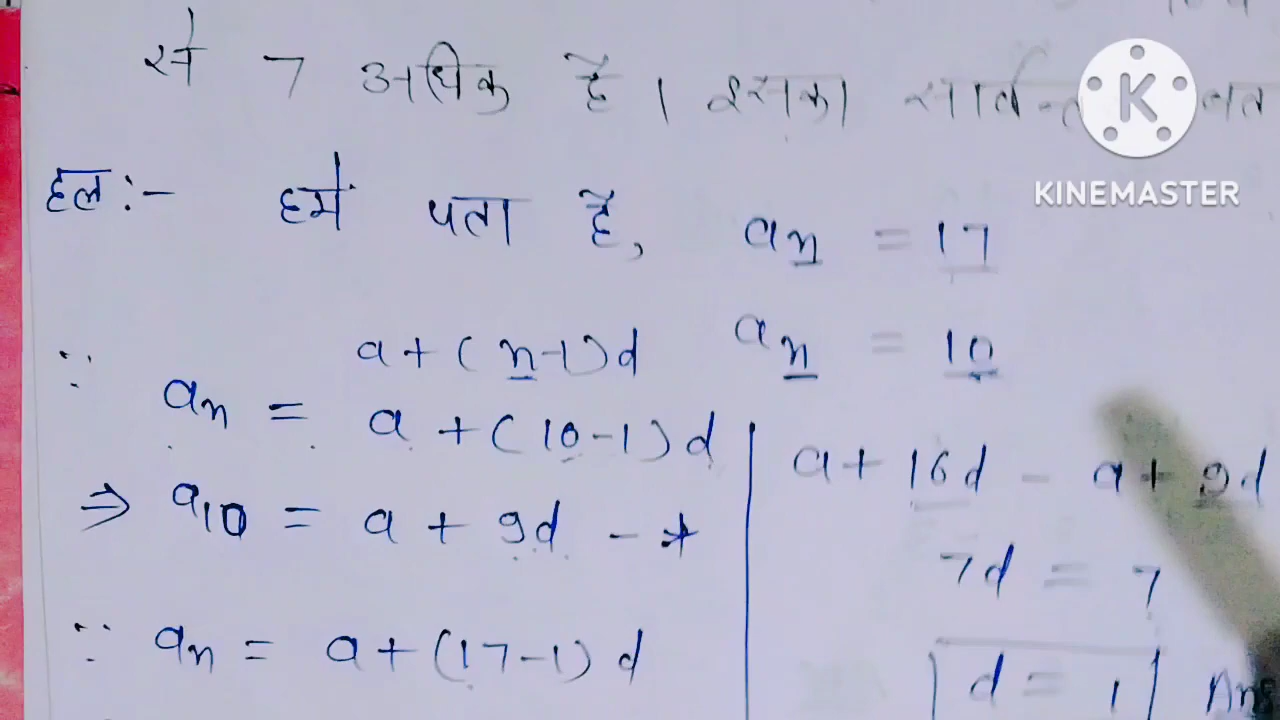 से 7 अधिक है। इसका सार्व
KINEMASTER
हल:- हमें पता है, an = 17
an = 10
a+(n-1)d
∵ an = a+(10-1)d
⇒ a10 = a + 9d - *
∵ an = a+(17-1)d
a+16d - a+9d
7d = 7
d = 1 Ans